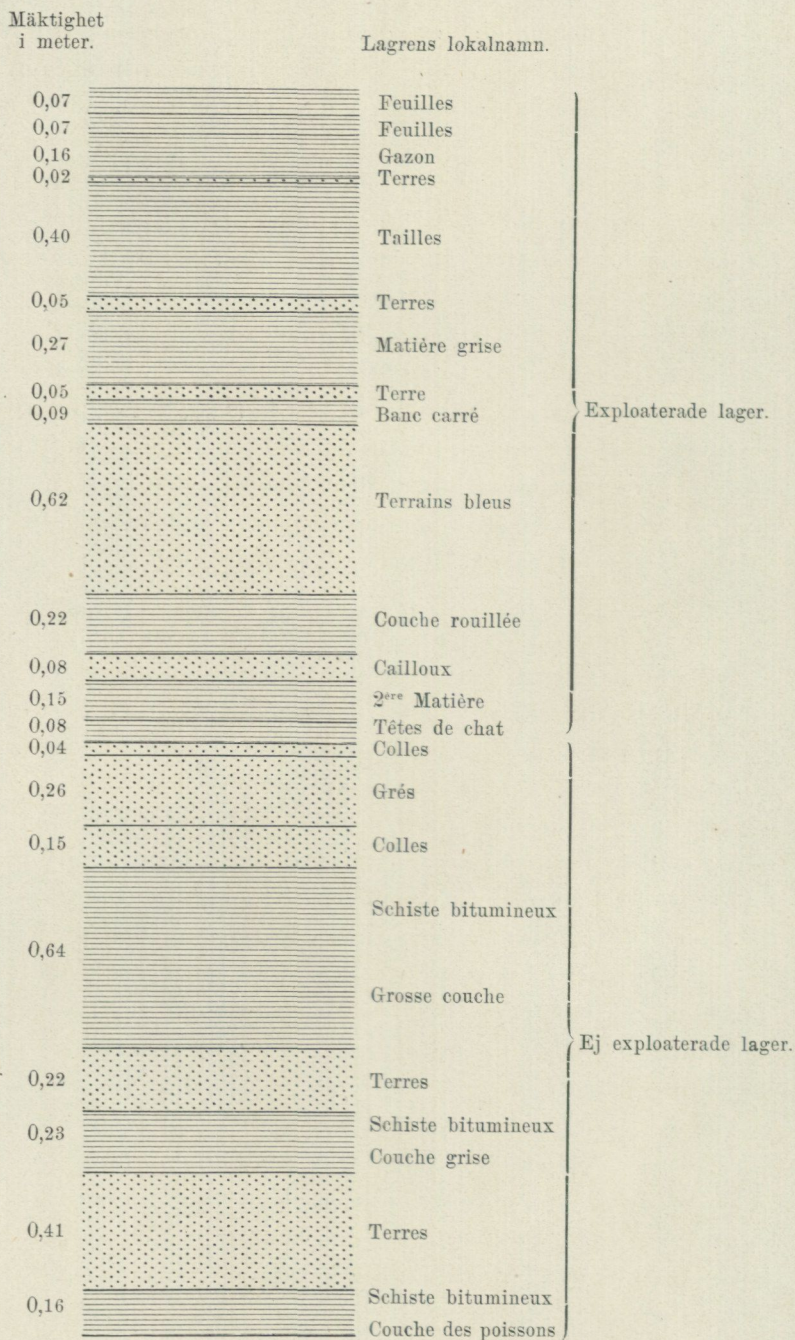 Mäktighet
i meter.
Lagrens lokalnamn.
0,07 Feuilles
0,07 Feuilles
0,16 Gazon
0,02 Terres
0,40 Tailles
0,05 Terres
0,27 Matière grise
0,05 Terre
0,09 Banc carré
Exploaterade lager.
0,62 Terrains bleus
0,22 Couche rouillée
0,08 Cailloux
0,15 2ere Matière
0,08 Têtes de chat
0,04 Colles
0,26 Grés
0,15 Colles
Schiste bitumineux
0,64
Grosse couche
Ej exploaterade lager.
0,22 Terres
Schiste bitumineux
0,23
Couche grise
0,41 Terres
Schiste bitumineux
0,16
Couche des poissons